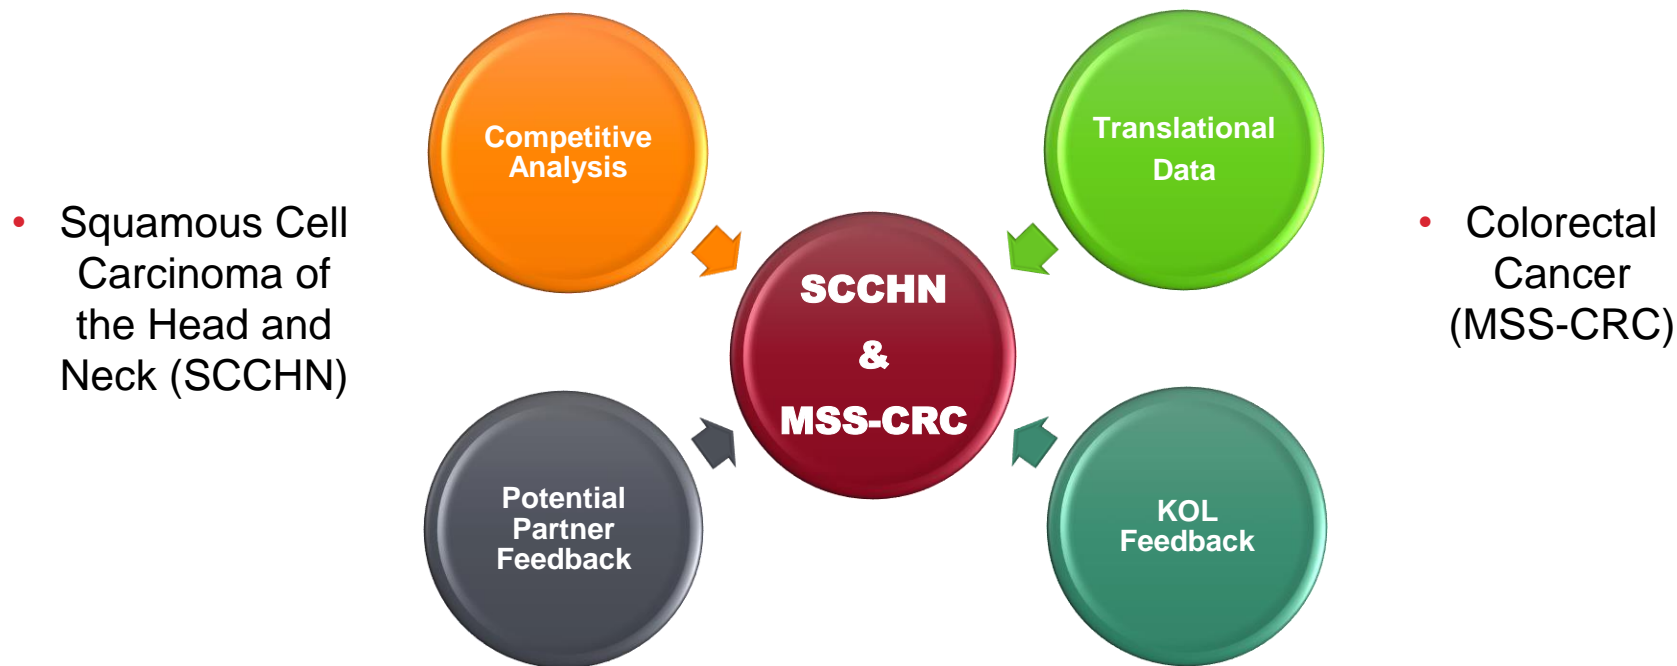 Competitive
Analysis
Translational
Data
• Squamous Cell
Carcinoma of
the Head and
Neck (SCCHN)
SCCHN
&
MSS-CRC
• Colorectal
Cancer
(MSS-CRC)
Potential
Partner
Feedback
KOL
Feedback